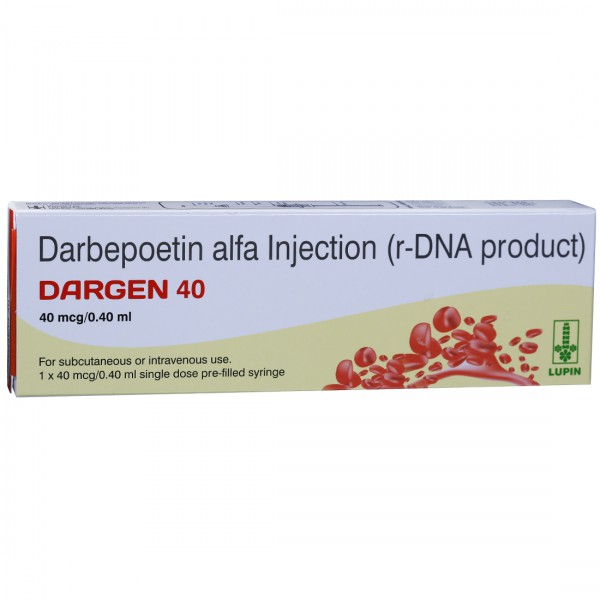 Darbepoetin alfa Injection (r-DNA product)
DARGEN 40
40 mcg/0.40 ml
For subcutaneous or intravenous use.
1 x 40 mcg/0.40 ml single dose pre-filled syringe
LUPIN